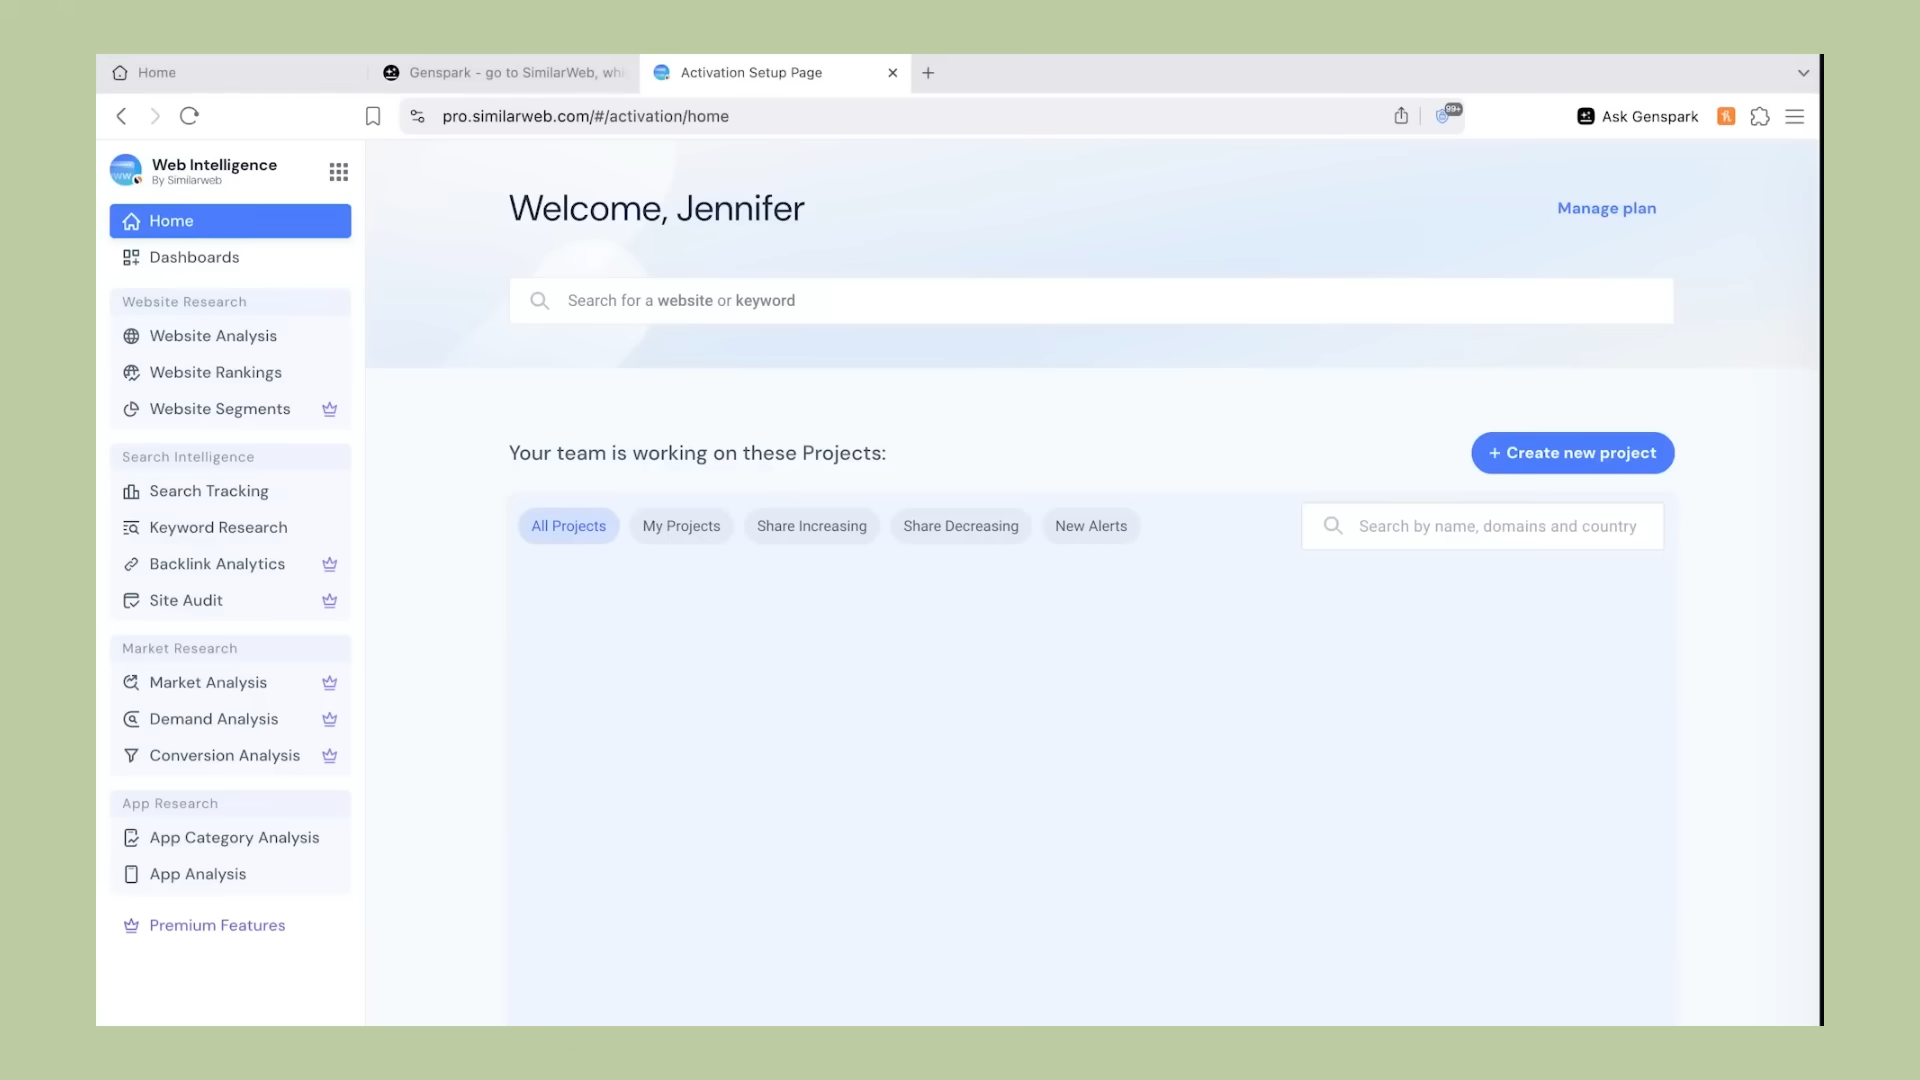 Home
Genspark - go to SimilarWeb, whi
Activation Setup Page
pro.similarweb.com/#/activation/home
99+
Ask Genspark
Web Intelligence
By Similarweb
Home
Dashboards
Website Research
Website Analysis
Website Rankings
Website Segments
Search Intelligence
Search Tracking
Keyword Research
Backlink Analytics
Site Audit
Market Research
Market Analysis
Demand Analysis
Conversion Analysis
App Research
App Category Analysis
App Analysis
Premium Features
Welcome, Jennifer
Manage plan
Search for a website or keyword
Your team is working on these Projects:
+ Create new project
All Projects
My Projects
Share Increasing
Share Decreasing
New Alerts
Search by name, domains and country